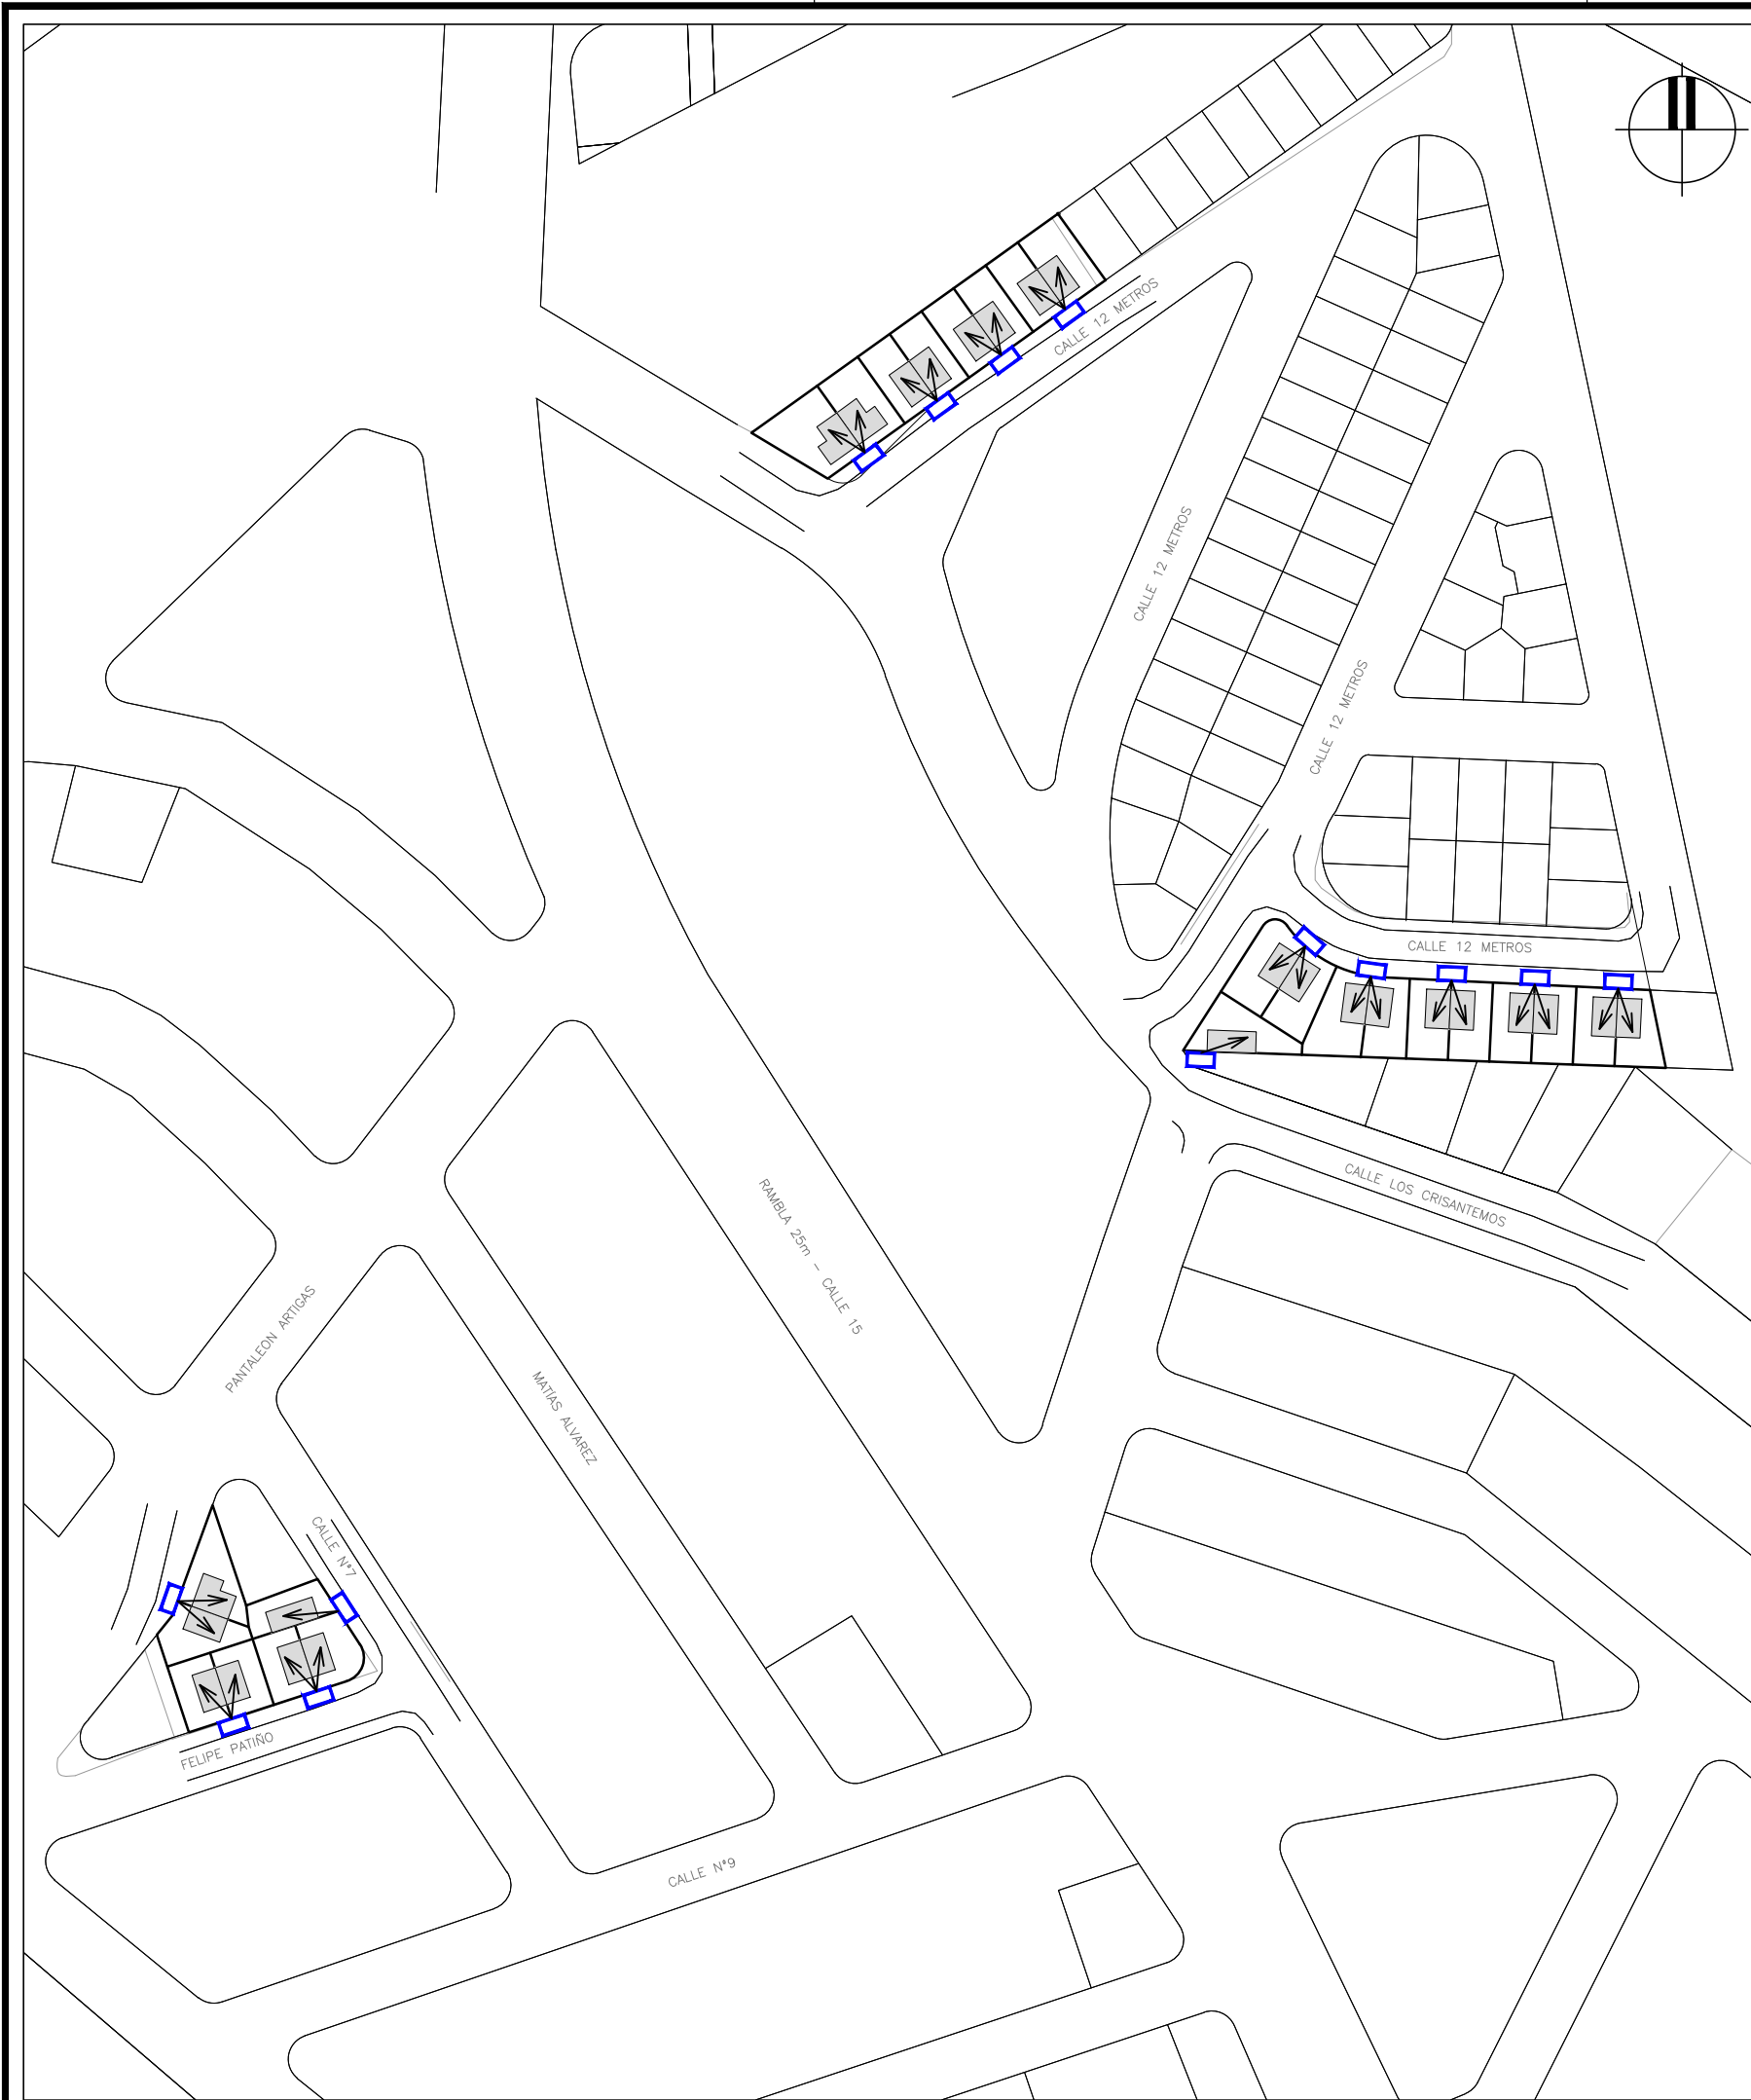 CALLE 12 METROS
CALLE 12 METROS
CALLE 12 METROS
CALLE 12 METROS
CALLE LOS CRISANTEMOS
RAMBLA 25m – CALLE 15
PANTALEON ARTIGAS
MATÍAS ALVAREZ
CALLE N°7
FELIPE PATIÑO
CALLE N°9